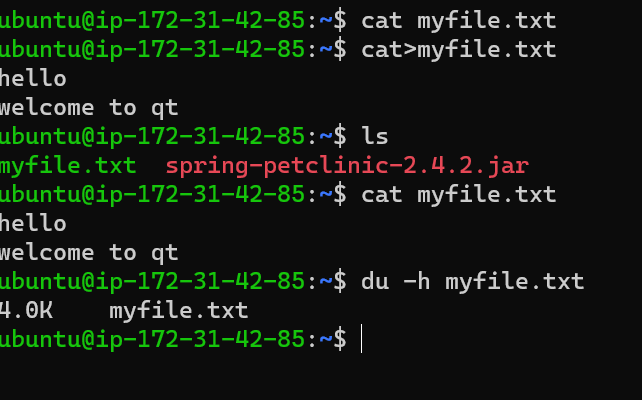 ubuntu@ip-172-31-42-85:~$ cat myfile.txt
ubuntu@ip-172-31-42-85:~$ cat>myfile.txt
hello
welcome to qt
ubuntu@ip-172-31-42-85:~$ ls
myfile.txt  spring-petclinic-2.4.2.jar
ubuntu@ip-172-31-42-85:~$ cat myfile.txt
hello
welcome to qt
ubuntu@ip-172-31-42-85:~$ du -h myfile.txt
4.0K    myfile.txt
ubuntu@ip-172-31-42-85:~$